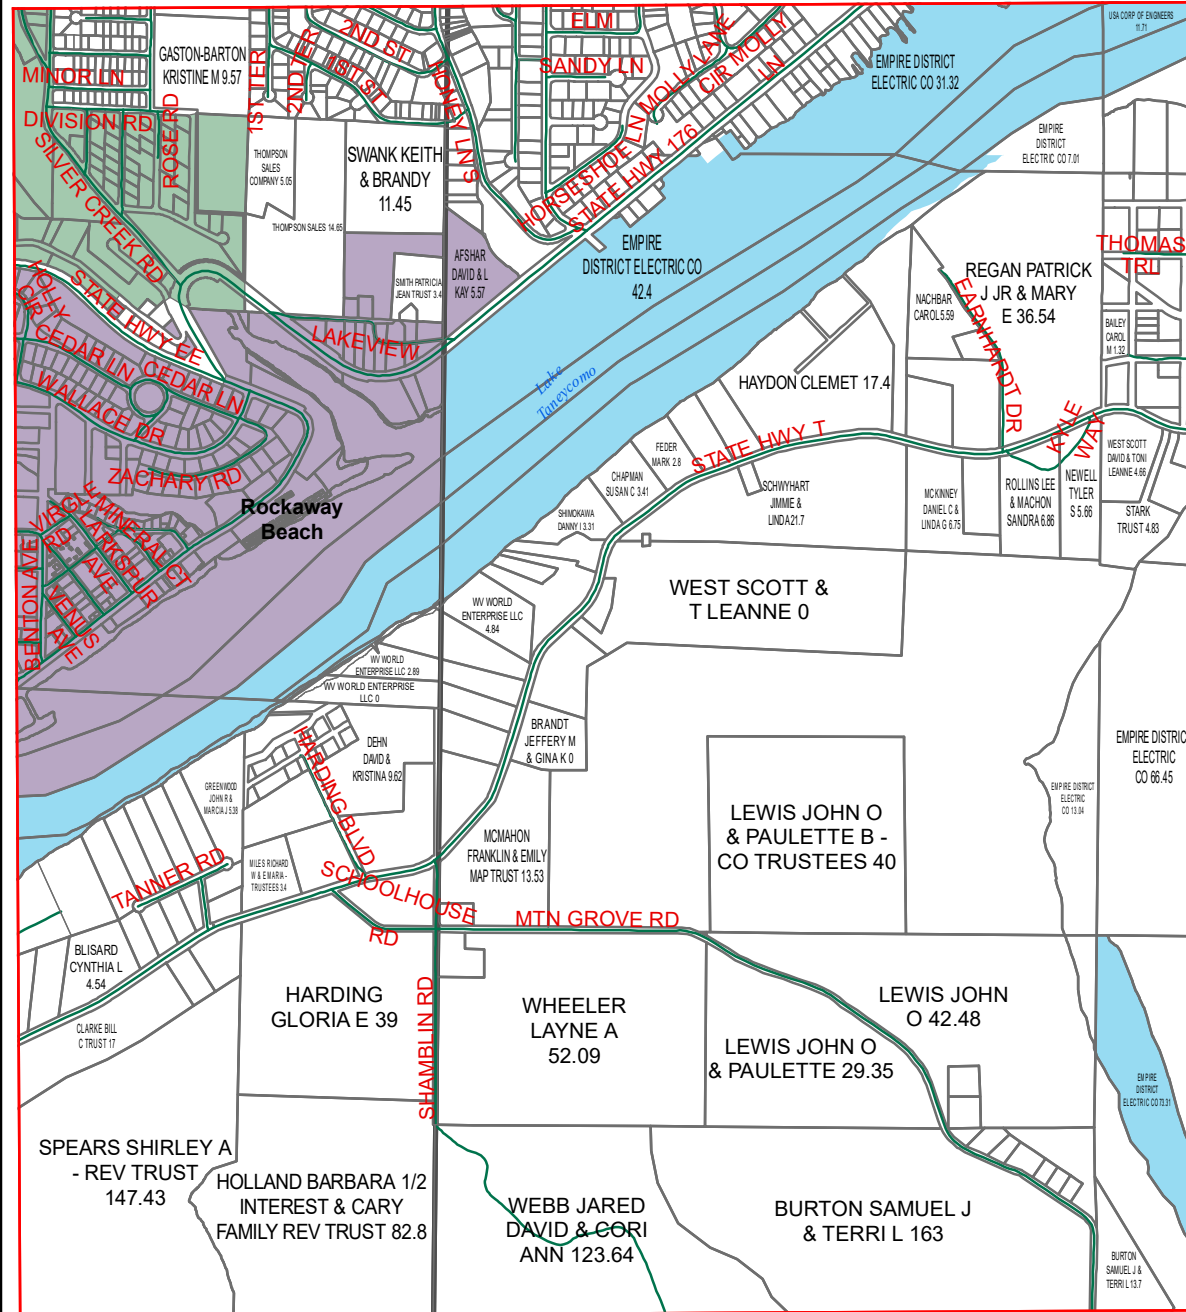 ELM
2ND ST
GASTON-BARTON
KRISTINE M 9.57
1ST TER
2ND TER
1ST ST
HONEY LN S
SANDY LN
MOLLY LANE
CIR MOLLY
LN
USA CORP OF ENGINEERS
11.71
EMPIRE DISTRICT
ELECTRIC CO 31.32
MINOR LN
DIVISION RD
ROSE RD
SILVER CREEK RD
THOMPSON
SALES
COMPANY 5.05
SWANK KEITH
& BRANDY
11.45
HORSESHOE LN
STATE HWY 176
EMPIRE
DISTRICT
ELECTRIC CO 7.01
THOMPSON SALES 14.65
AFSHAR
DAVID & L
KAY 5.57
EMPIRE
DISTRICT ELECTRIC CO
42.4
THOMAS
TRL
HOLLY
CIR
STATE HWY EE
SMITH PATRICIA
JEAN TRUST 3.4
NACHBAR
CAROL 5.59
EARNHARDT DR
REGAN PATRICK
J JR & MARY
E 36.54
BAILEY
CAROL
M 1.32
LAKEVIEW
CEDAR LN
CEDAR LN
WALLACE DR
Lake
Taneycomo
HAYDON CLEMET 17.4
ZACHARY RD
STATE HWY T
KYLE
WAY
WEST SCOTT
DAVID & TONI
LEANNE 4.66
FEDER
MARK 2.8
CHAPMAN
SUSAN C 3.41
SHIMOKAWA
DANNY I 3.31
SCHWYHART
JIMMIE &
LINDA 21.7
MCKINNEY
DANIEL C &
LINDA G 6.75
ROLLINS LEE
& MACHON
SANDRA 6.86
NEWELL
TYLER
S 5.66
STARK
TRUST 4.83
Rockaway
Beach
MINERAL CT
LARKSPUR
AVE
RD
VENUS
AVE
BENTON AVE
WEST SCOTT &
T LEANNE 0
WV WORLD
ENTERPRISE LLC
4.84
WV WORLD
ENTERPRISE LLC 2.89
WV WORLD ENTERPRISE
LLC 0
BRANDT
JEFFERY M
& GINA K 0
DEHN
DAVID &
KRISTINA 9.62
HARDING BLVD
GREENWOOD
JOHN R &
MARCIA J 5.38
EMPIRE DISTRICT
ELECTRIC
CO 13.04
EMPIRE DISTRIC
ELECTRIC
CO 66.45
LEWIS JOHN O
& PAULETTE B -
CO TRUSTEES 40
MCMAHON
FRANKLIN & EMILY
MAP TRUST 13.53
MILES RICHARD
W & E MARIA -
TRUSTEES 3.4
TANNER RD
SCHOOLHOUSE
RD
MTN GROVE RD
BLISARD
CYNTHIA L
4.54
CLARKE BILL
C TRUST 17
HARDING
GLORIA E 39
SHAMBLIN RD
WHEELER
LAYNE A
52.09
LEWIS JOHN
O 42.48
LEWIS JOHN O
& PAULETTE 29.35
EMPIRE
DISTRICT
ELECTRIC CO 73.31
SPEARS SHIRLEY A
- REV TRUST
147.43
HOLLAND BARBARA 1/2
INTEREST & CARY
FAMILY REV TRUST 82.8
WEBB JARED
DAVID & CORI
ANN 123.64
BURTON SAMUEL J
& TERRI L 163
BURTON
SAMUEL J &
TERRI L 13.7